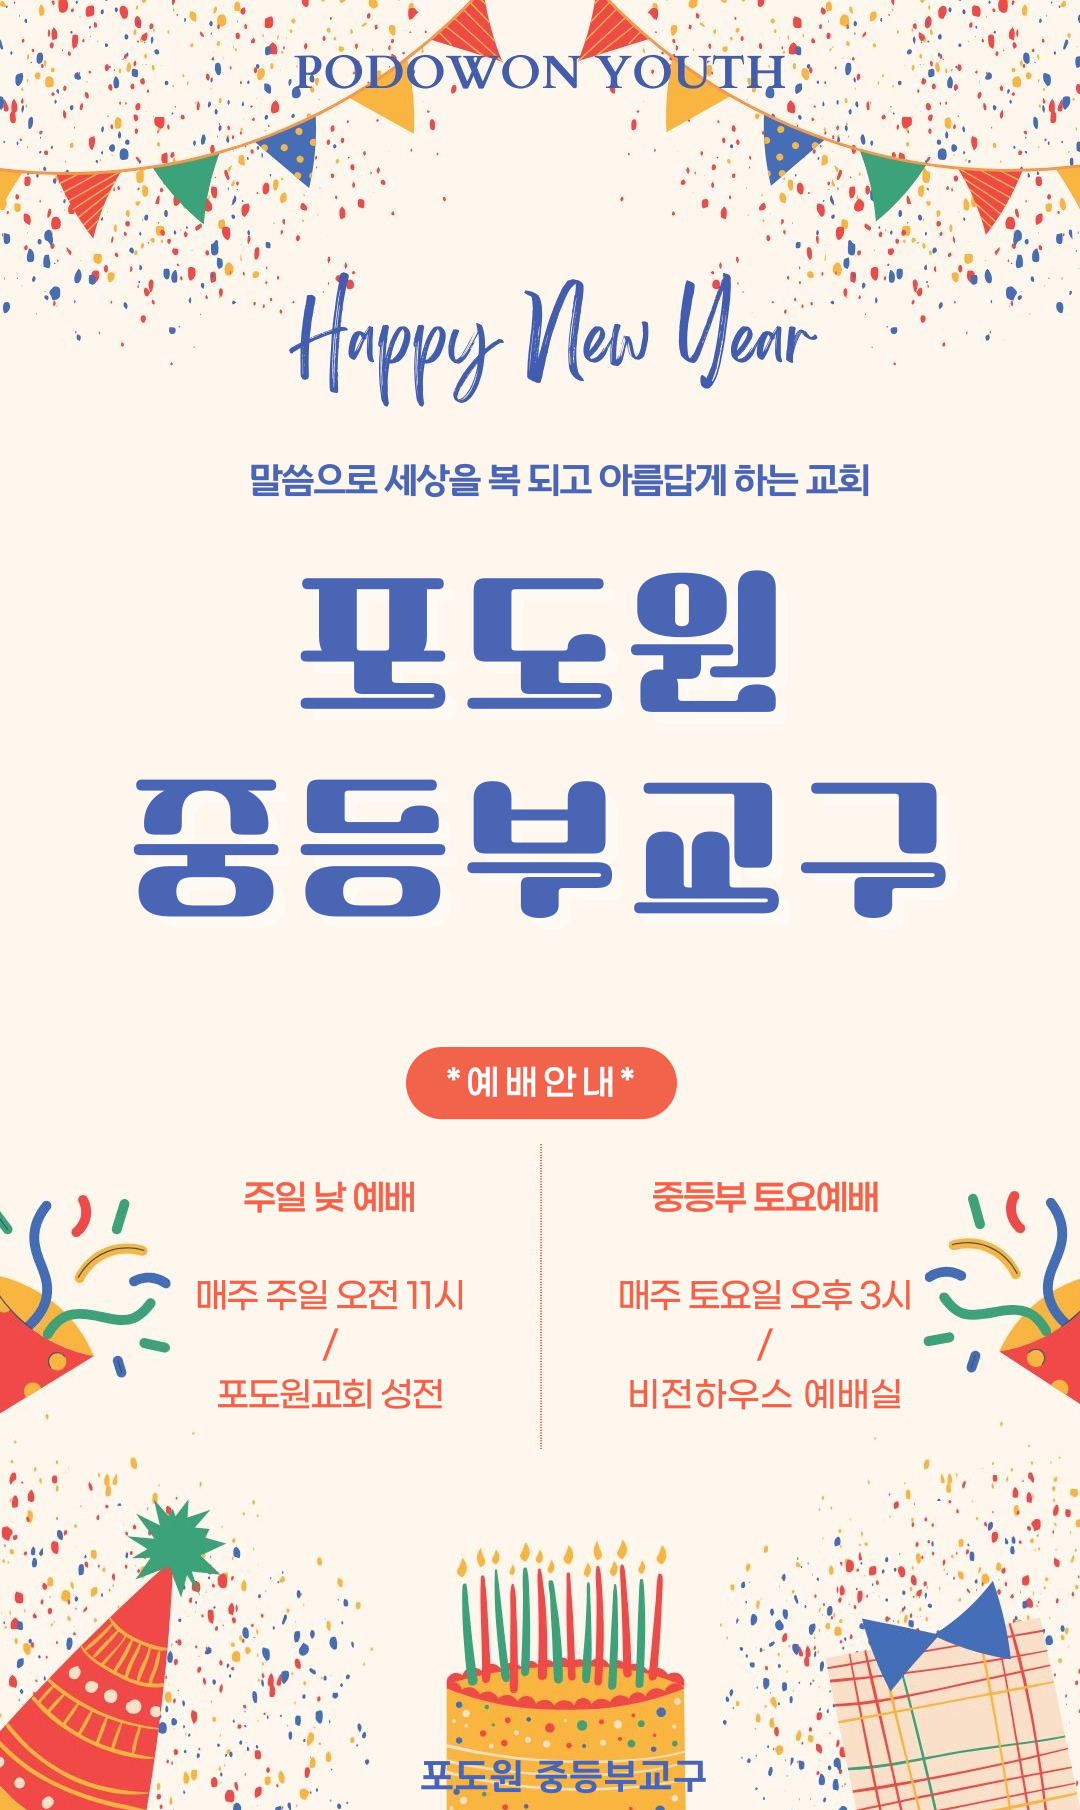 PODOWON YOUTH
Happy New Year
말씀으로 세상을 복 되고 아름답게 하는 교회
포도원
중등부교구
*예배안내*
주일 낮 예배
매주 주일 오전 11시
/
포도원교회 성전
중등부 토요예배
매주 토요일 오후 3시
/
비전하우스 예배실
포도원 중등부교구